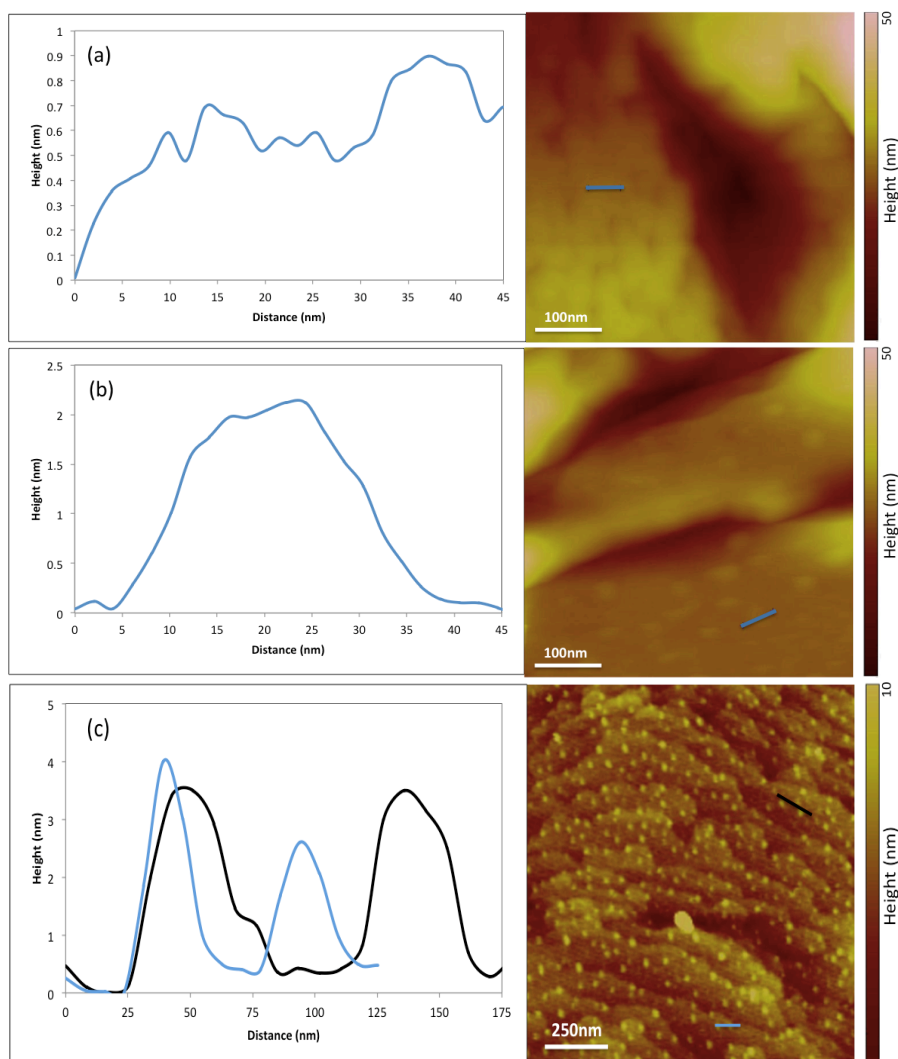 (a)
Height (nm)
1
0.9
0.8
0.7
0.6
0.5
0.4
0.3
0.2
0.1
0
0 5 10 15 20 25 30 35 40 45
Distance (nm)
100nm
50
Height (nm)
(b)
Height (nm)
2.5
2
1.5
1
0.5
0
0 5 10 15 20 25 30 35 40 45
Distance (nm)
100nm
50
Height (nm)
(c)
Height (nm)
5
4
3
2
1
0
0 25 50 75 100 125 150 175
Distance (nm)
250nm
10
Height (nm)